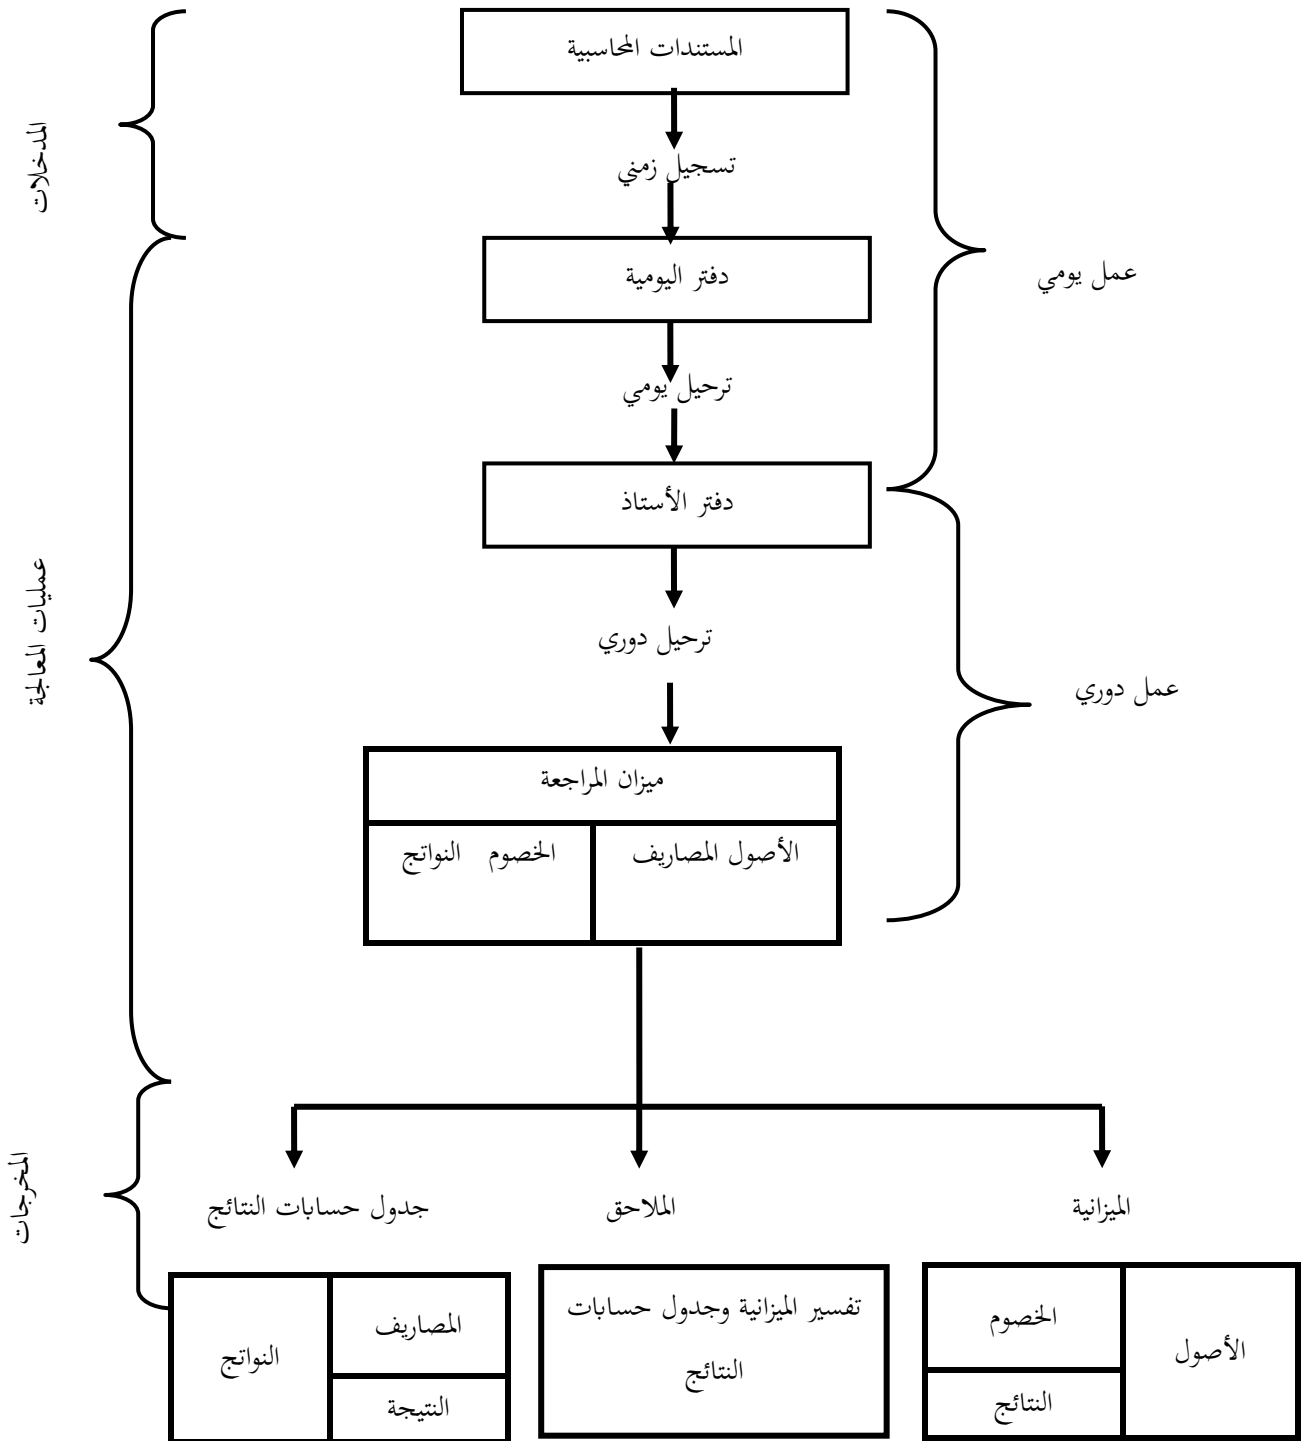 المستندات المحاسبية
تسجيل زمني
المدخلات
دفتر اليومية
عمل يومي
ترحيل يومي
دفتر الأستاذ
ترحيل دوري
عمليات المعالجة
عمل دوري
ميزان المراجعة
الأصول المصاريف
الخصوم النواتج
المخرجات
الميزانية
الملاحق
جدول حسابات النتائج
الأصول
الخصوم
النتائج
تفسير الميزانية وجدول حسابات
النتائج
المصاريف
النتيجة
النواتج